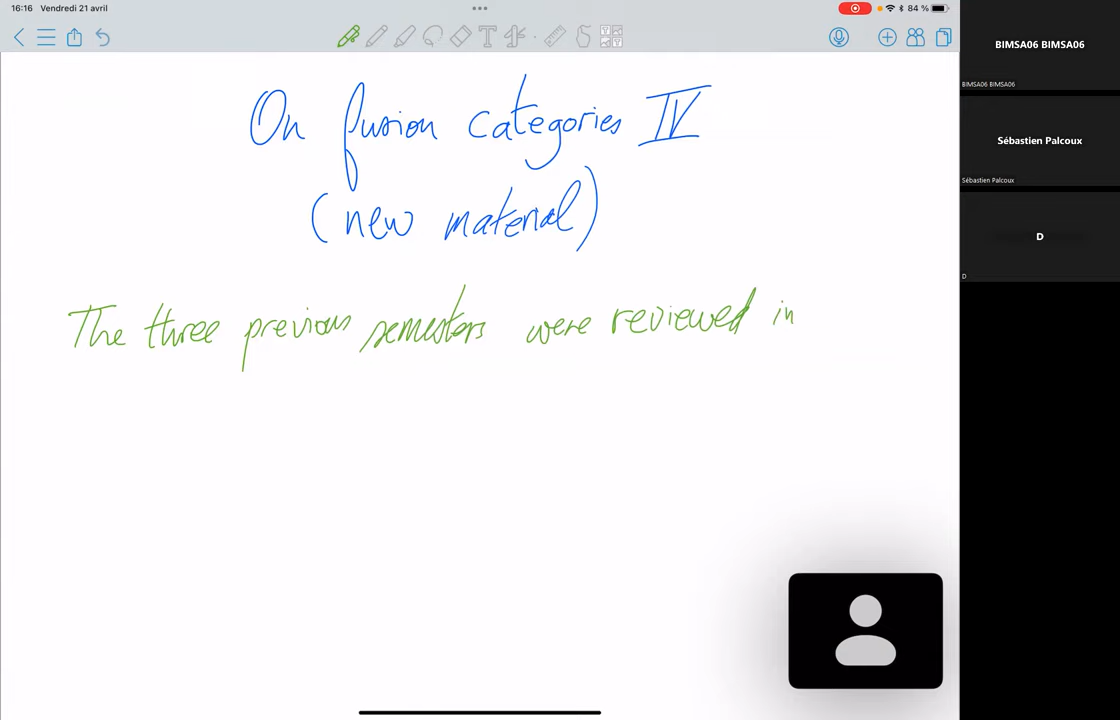 16:16 Vendredi 21 avril
84 %
On fusion categories IV
(new material)
The three previous semesters were reviewed in
BIMSA06 BIMSA06
BIMSA06 BIMSA06
Sébastien Palcoux
Sébastien Palcoux
D
D